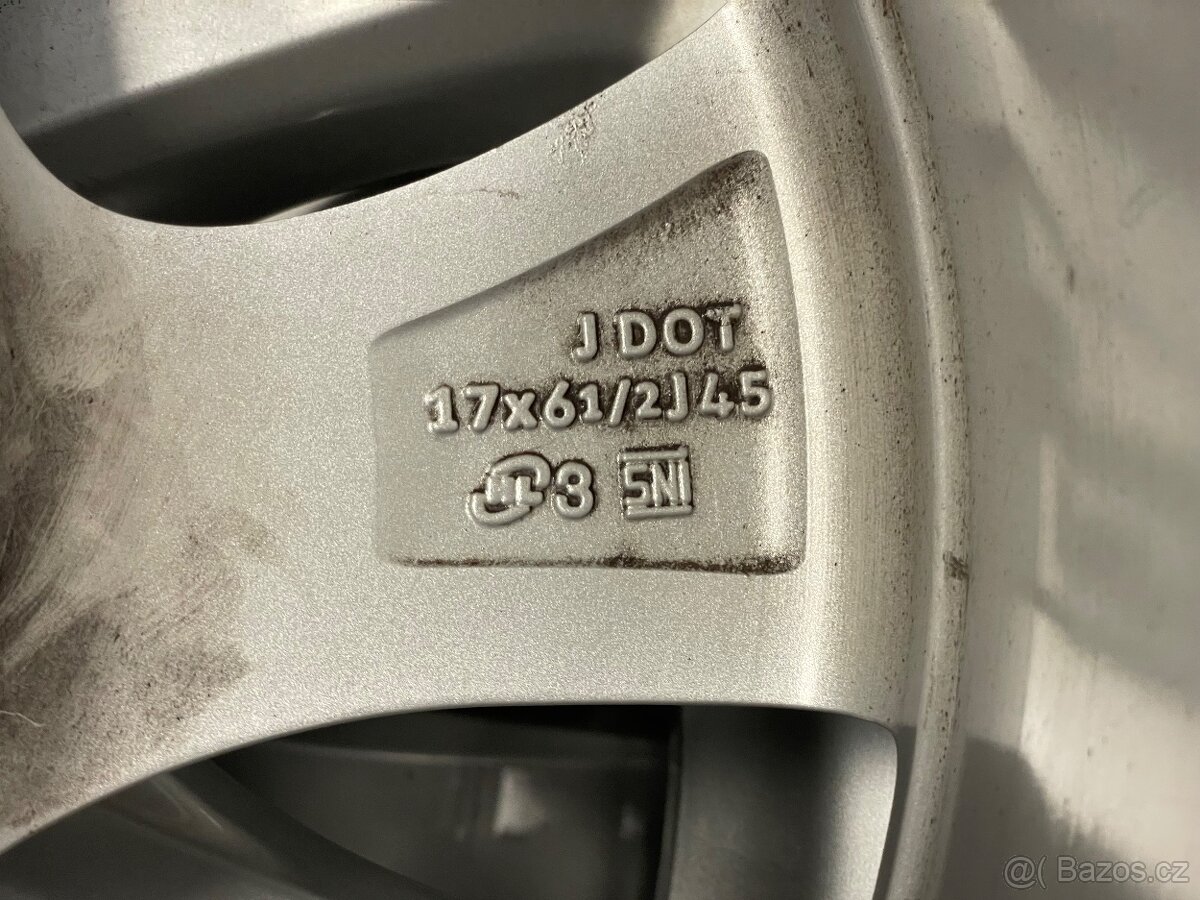 J DOT
17x61/2J45
3 SNI
@( Bazos.cz